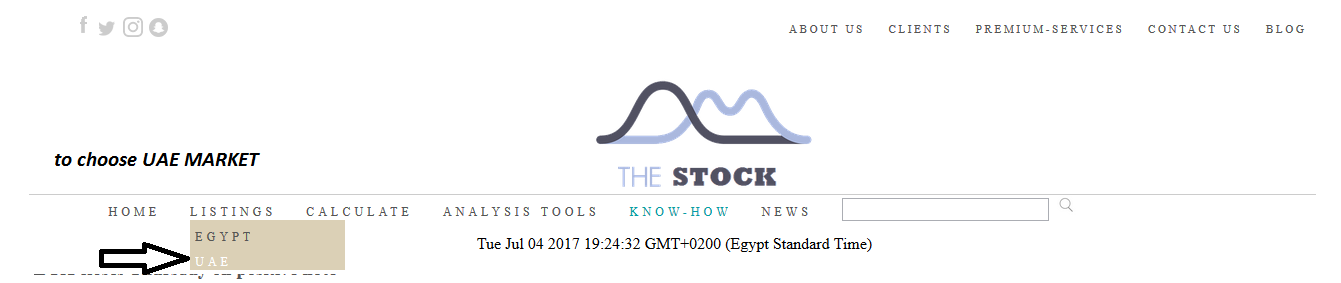 ABOUT US CLIENTS PREMIUM-SERVICES CONTACT US BLOG
to choose UAE MARKET
THE STOCK
HOME LISTINGS CALCULATE ANALYSIS TOOLS KNOW-HOW NEWS
EGYPT
Tue Jul 04 2017 19:24:32 GMT+0200 (Egypt Standard Time)
UAE